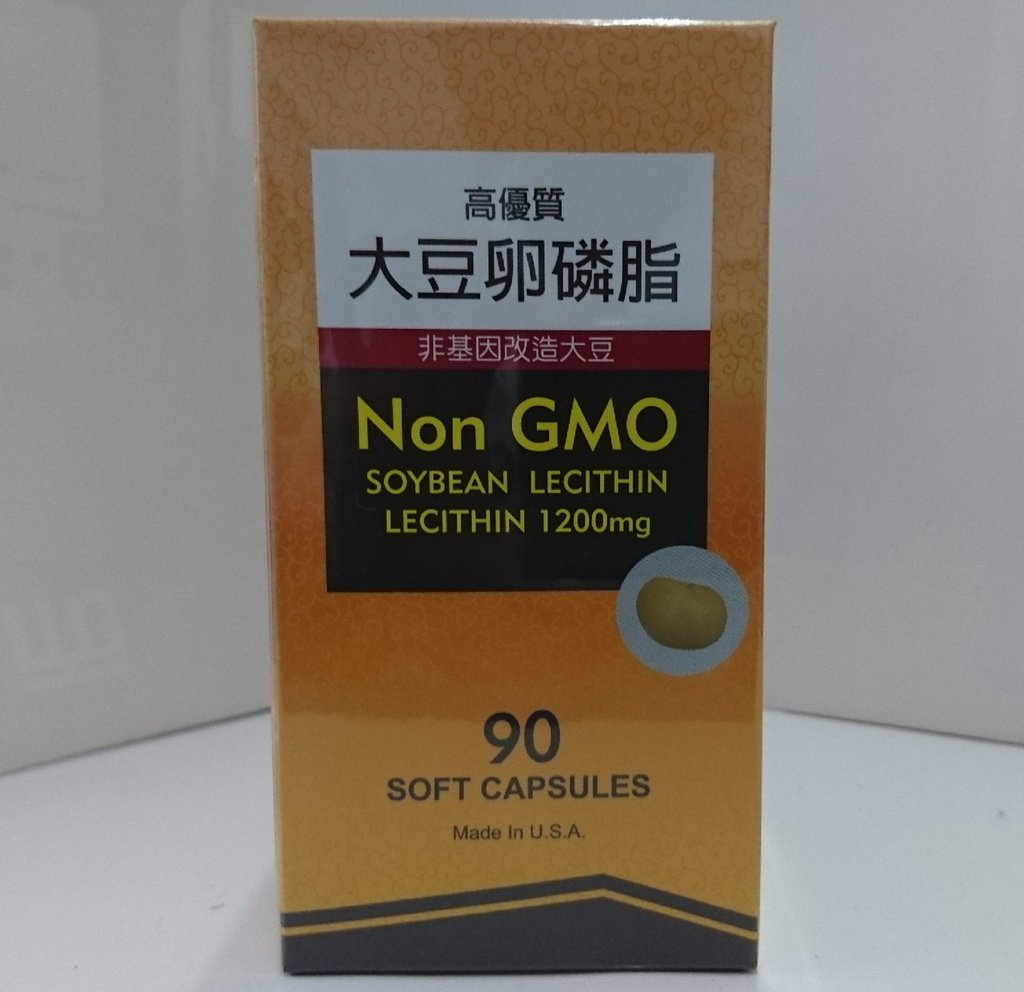 高優質
大豆卵磷脂
非基因改造大豆
Non GMO
SOYBEAN LECITHIN
LECITHIN 1200mg
90
SOFT CAPSULES
Made In U.S.A.